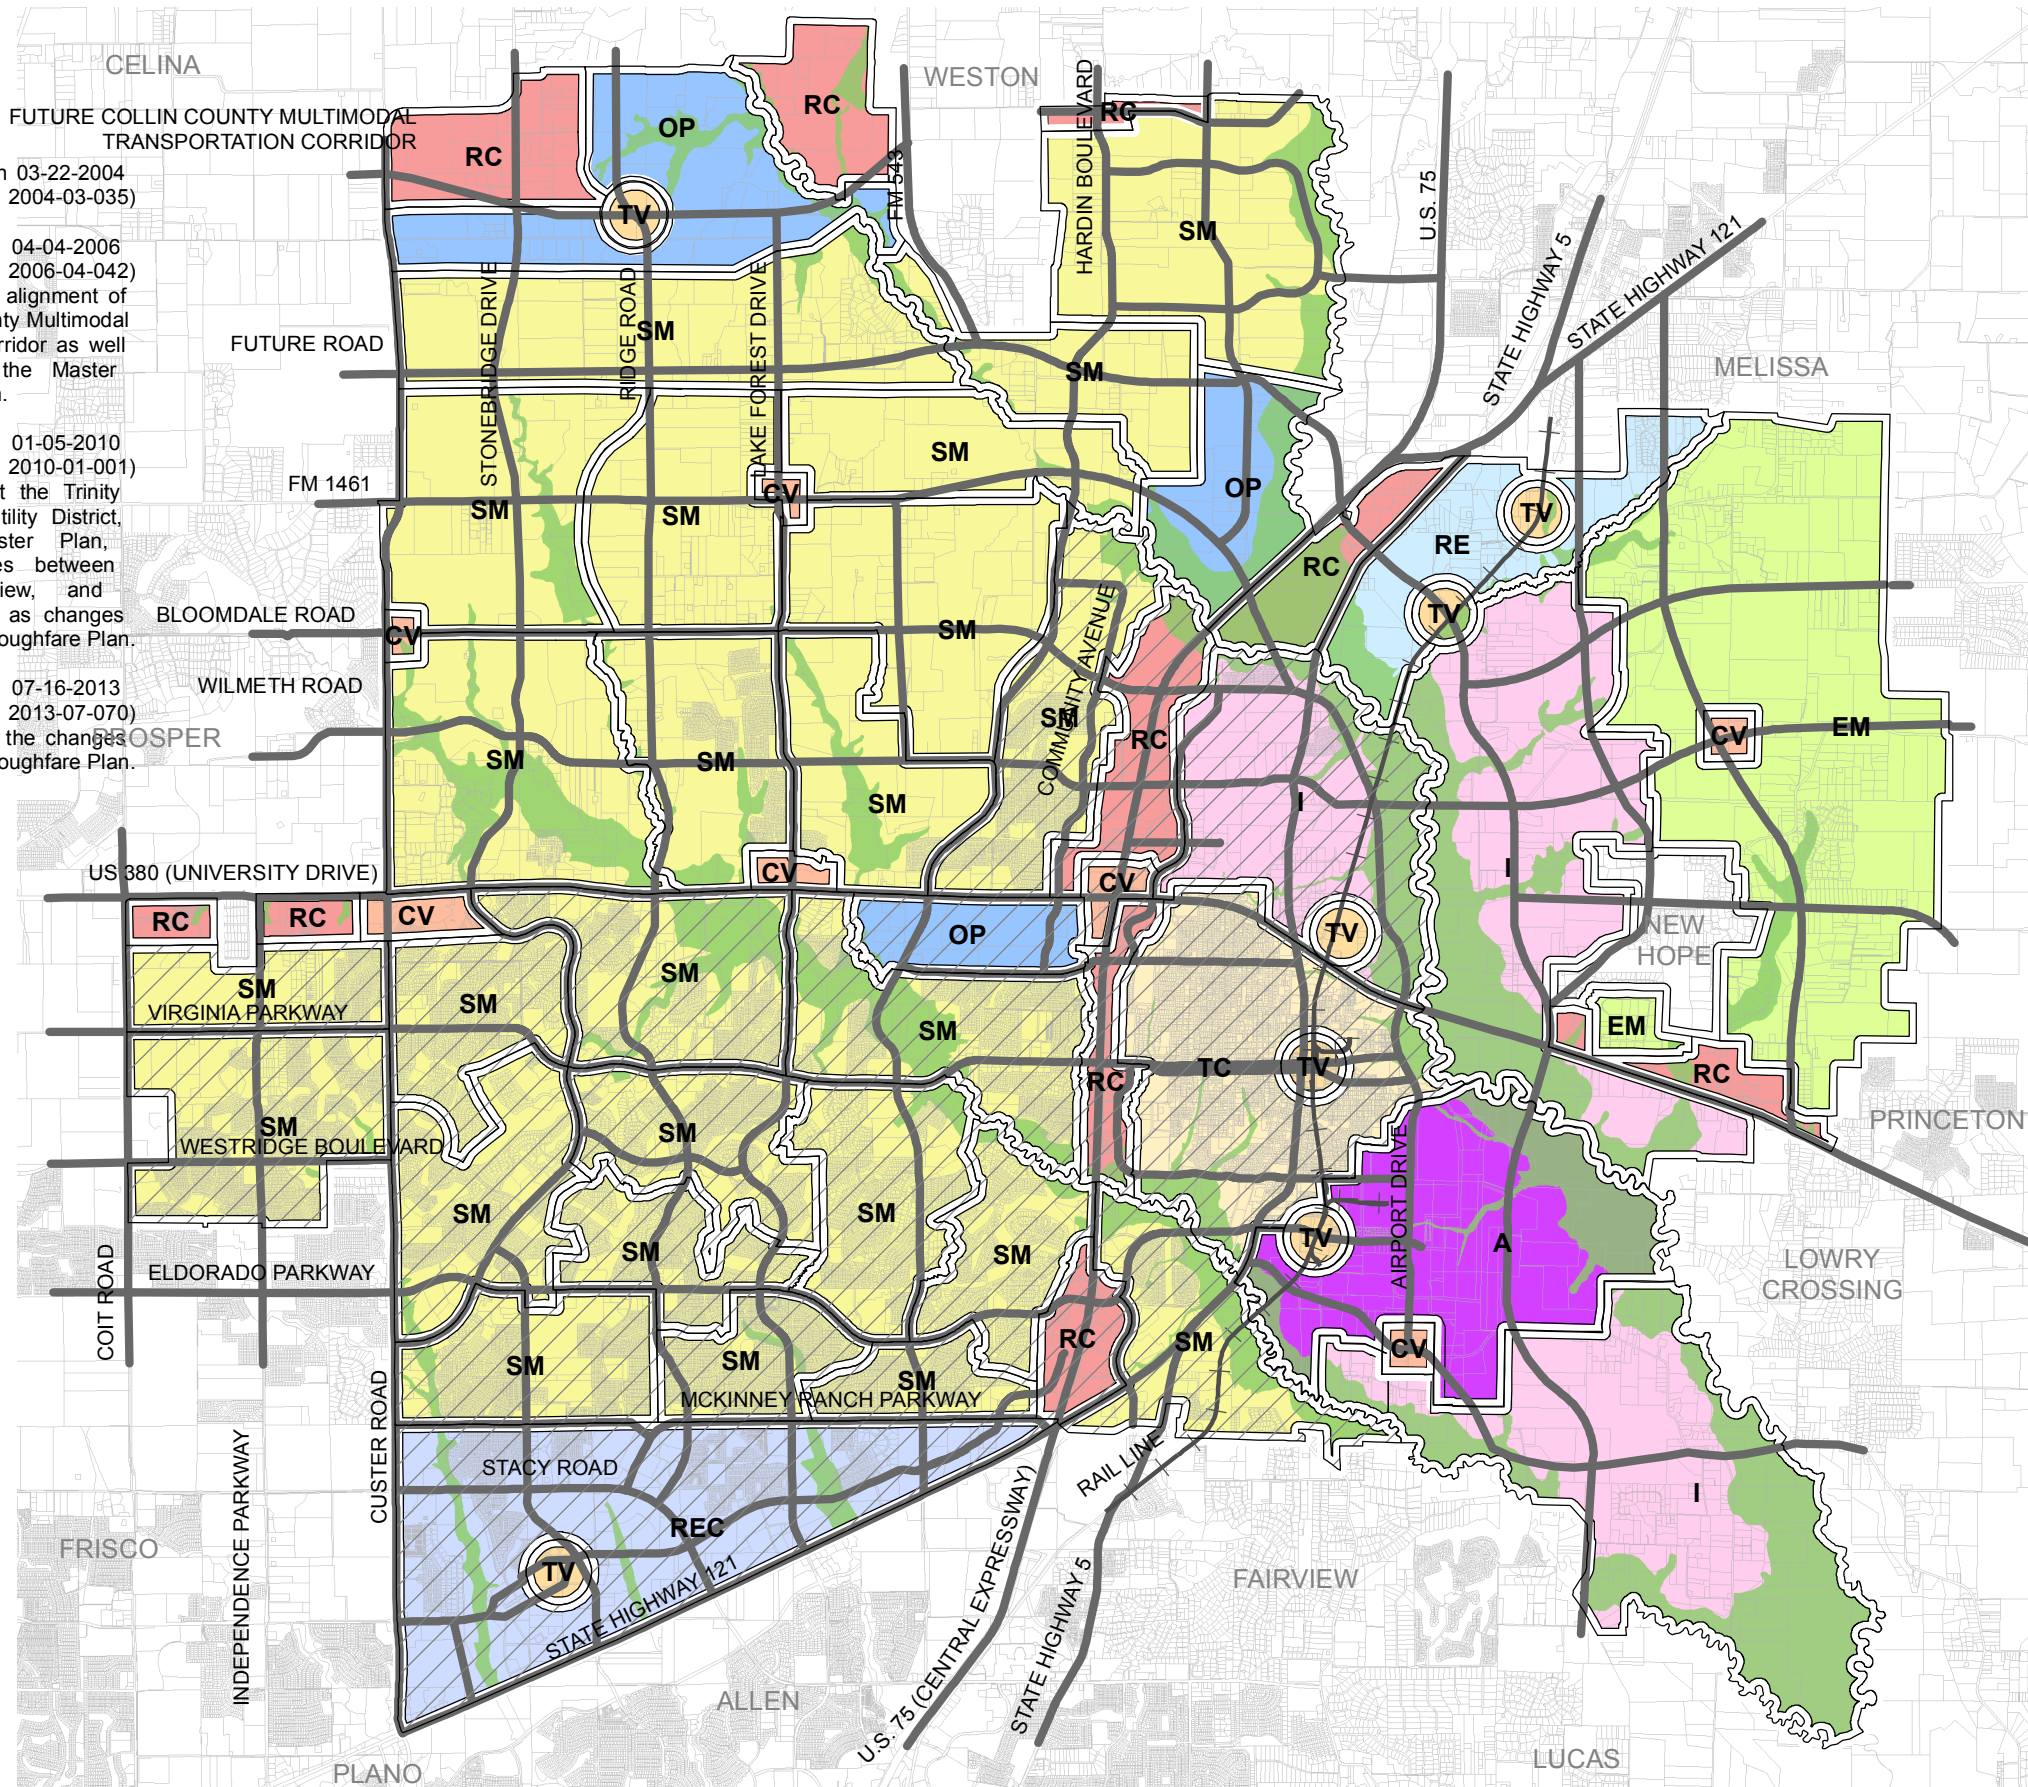 CELINA
WESTON
FUTURE COLLIN COUNTY MULTIMODAL
TRANSPORTATION CORRIDOR
03-22-2004
2004-03-035)
04-04-2006
2006-04-042)
alignment of
Multimodal
as well
the Master
01-05-2010
2010-01-001)
the Trinity
District,
Plan,
between
and
as changes
Plan.
07-16-2013
2013-07-070)
the changes
Plan.
RC
OP
RC
RC
TV
FM 543
HARDIN BOULEVARD
SM
U.S. 75
STATE HIGHWAY 5
STATE HIGHWAY 121
MELISSA
STONEBRIDGE DRIVE
RIDGE ROAD
LAKE FOREST DRIVE
SM
SM
FUTURE ROAD
FM 1461
SM
SM
SM
CV
OP
RC
RE
TV
TV
BLOOMDALE ROAD
CV
SM
COMMUNITY AVENUE
WILMETH ROAD
PROSPER
SM
SM
SM
SM
RC
I
I
CV
EM
US 380 (UNIVERSITY DRIVE)
CV
CV
RC
RC
CV
OP
TV
NEW
HOPE
SM
VIRGINIA PARKWAY
SM
SM
SM
EM
RC
TC
TV
RC
PRINCETON
SM
WESTRIDGE BOULEVARD
SM
SM
SM
SM
SM
TV
AIRPORT DRIVE
A
LOWRY
CROSSING
ELDORADO PARKWAY
COIT ROAD
SM
SM
SM
RC
SM
CV
MCKINNEY RANCH PARKWAY
CUSTER ROAD
INDEPENDENCE PARKWAY
STACY ROAD
REC
TV
STATE HIGHWAY 121
RAIL LINE
I
FRISCO
FAIRVIEW
U.S. 75 (CENTRAL EXPRESSWAY)
STATE HIGHWAY 5
ALLEN
PLANO
LUCAS